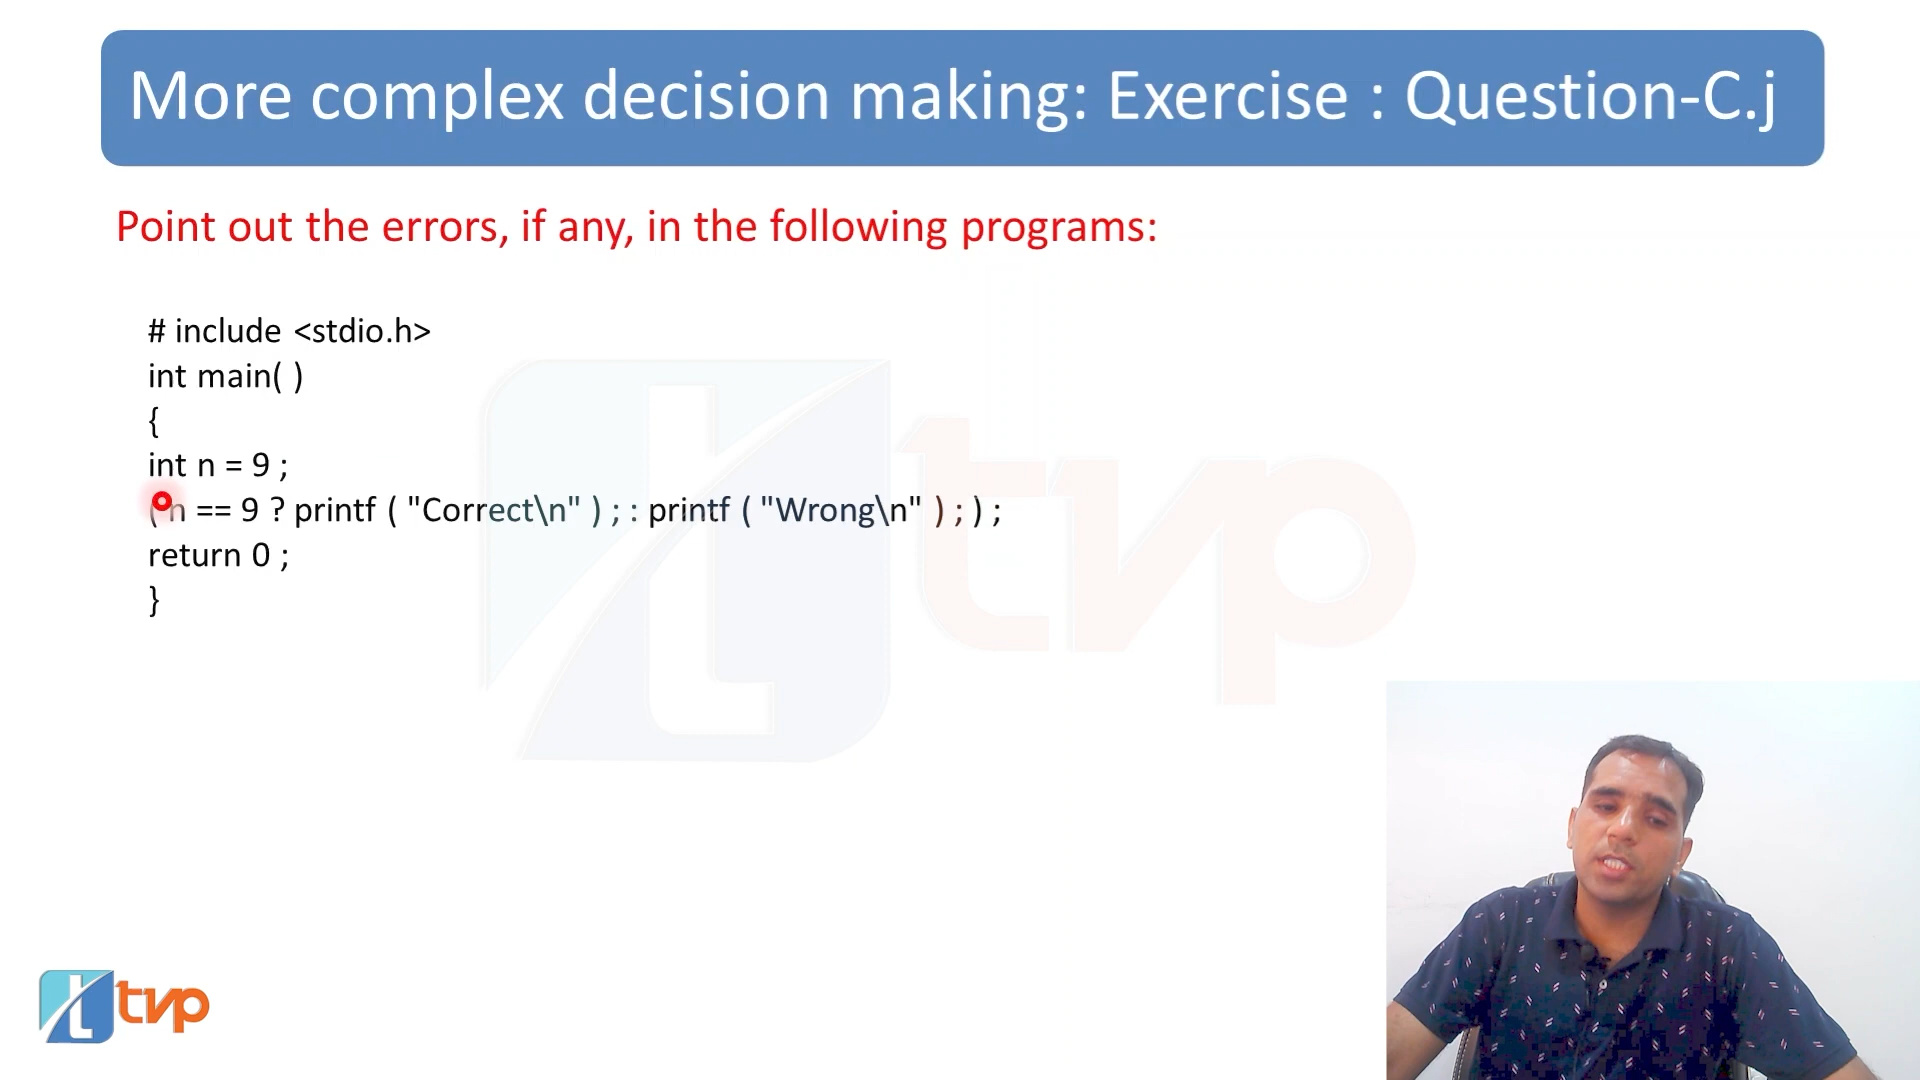 More complex decision making: Exercise : Question-C.j
Point out the errors, if any, in the following programs:
# include <stdio.h>
int main( )
{
int n = 9 ;
( n == 9 ? printf ( "Correct\n" ) ; : printf ( "Wrong\n" ) ; ) ;
return 0 ;
}
t tvp
t tvp